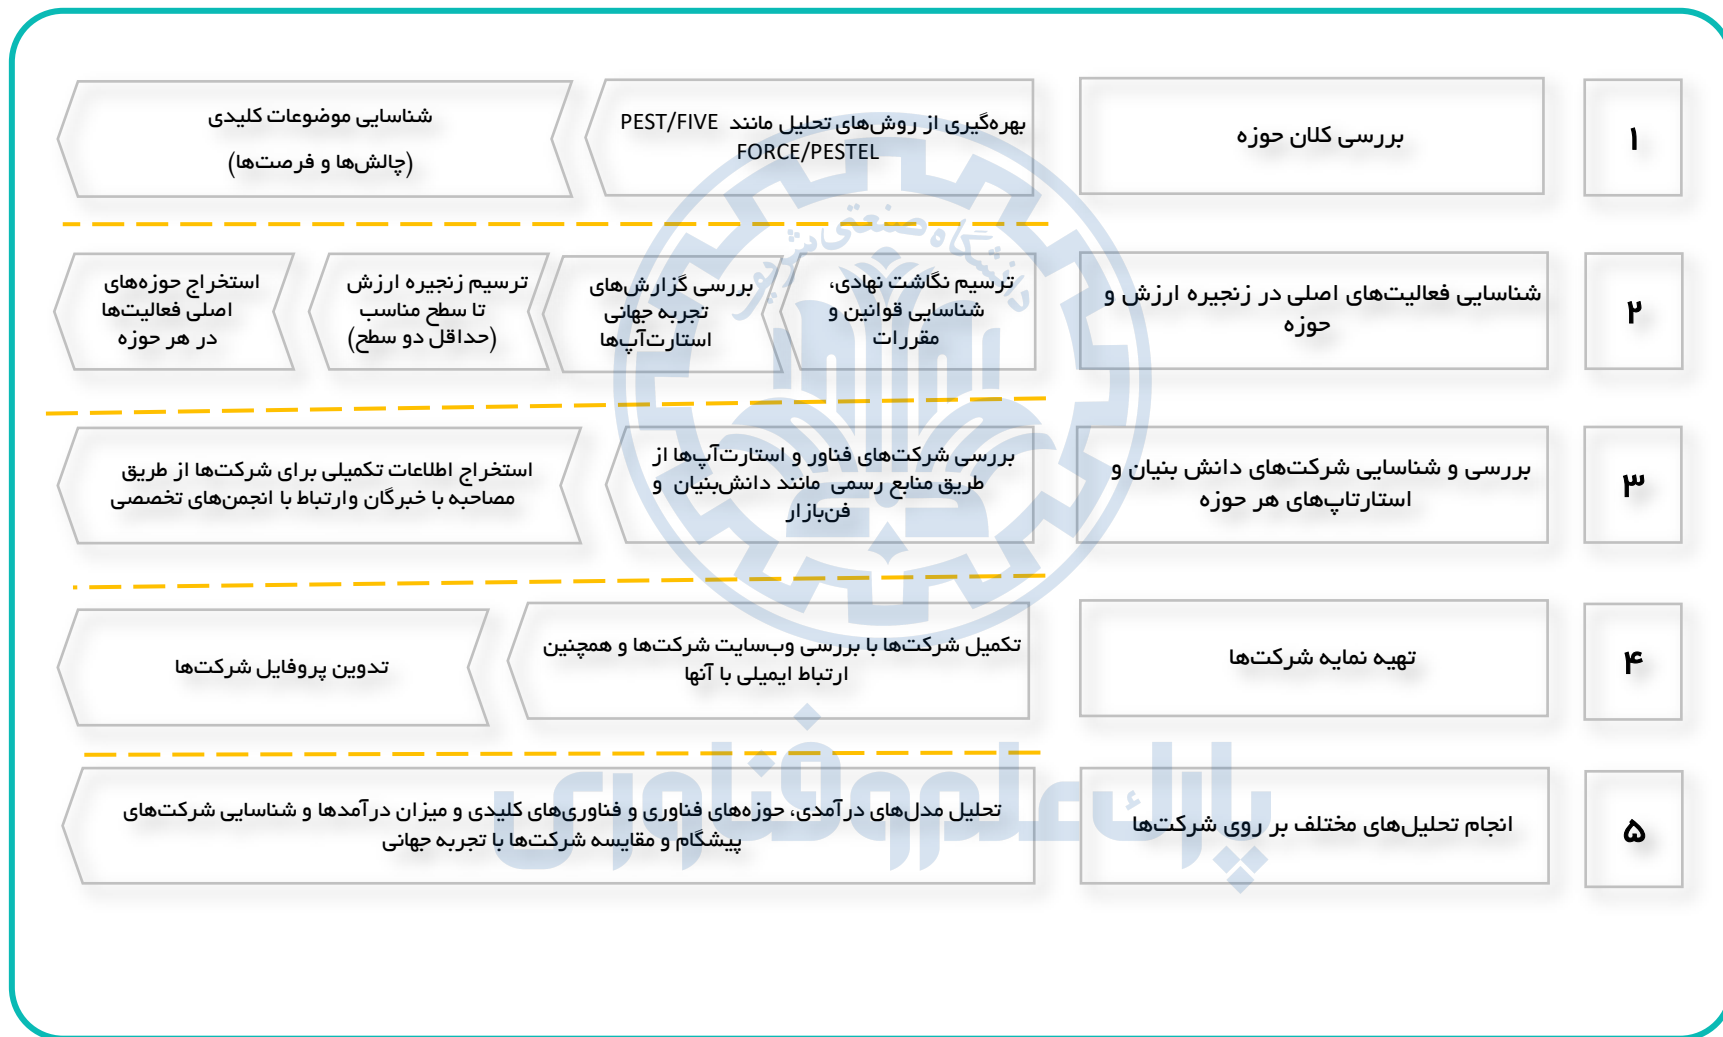 ۱
بررسی کلان حوزه
بهره‌گیری از روش‌های تحلیل مانند PEST/FIVE
FORCE/PESTEL
شناسایی موضوعات کلیدی
(چالش‌ها و فرصت‌ها)
۲
شناسایی فعالیت‌های اصلی در زنجیره ارزش و
حوزه
ترسیم نگاشت نهادی،
شناسایی قوانین و
مقررات
بررسی گزارش‌های
تجربه جهانی
استارت‌آپ‌ها
ترسیم زنجیره ارزش
تا سطح مناسب
(حداقل دو سطح)
استخراج حوزه‌های
اصلی فعالیت‌ها
در هر حوزه
۳
بررسی و شناسایی شرکت‌های دانش بنیان و
استارتاپ‌های هر حوزه
بررسی شرکت‌های فناور و استارت‌آپ‌ها از
طریق منابع رسمی مانند دانش‌بنیان و
فن‌بازار
استخراج اطلاعات تکمیلی برای شرکت‌ها از طریق
مصاحبه با خبرگان وارتباط با انجمن‌های تخصصی
۴
تهیه نمایه شرکت‌ها
تکمیل شرکت‌ها با بررسی وب‌سایت شرکت‌ها و همچنین
ارتباط ایمیلی با آنها
تدوین پروفایل شرکت‌ها
۵
انجام تحلیل‌های مختلف بر روی شرکت‌ها
تحلیل مدل‌های درآمدی، حوزه‌های فناوری و فناوری‌های کلیدی و میزان درآمدها و شناسایی شرکت‌های
پیشگام و مقایسه شرکت‌ها با تجربه جهانی
دانشگاه صنعتی شریف
پارک علم و فناوری